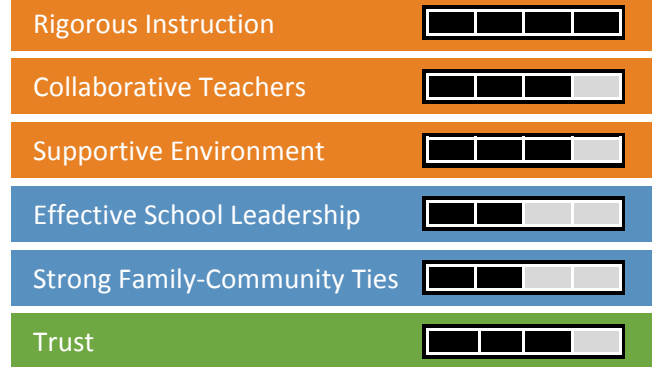 Rigorous Instruction
Collaborative Teachers
Supportive Environment
Effective School Leadership
Strong Family-Community Ties
Trust